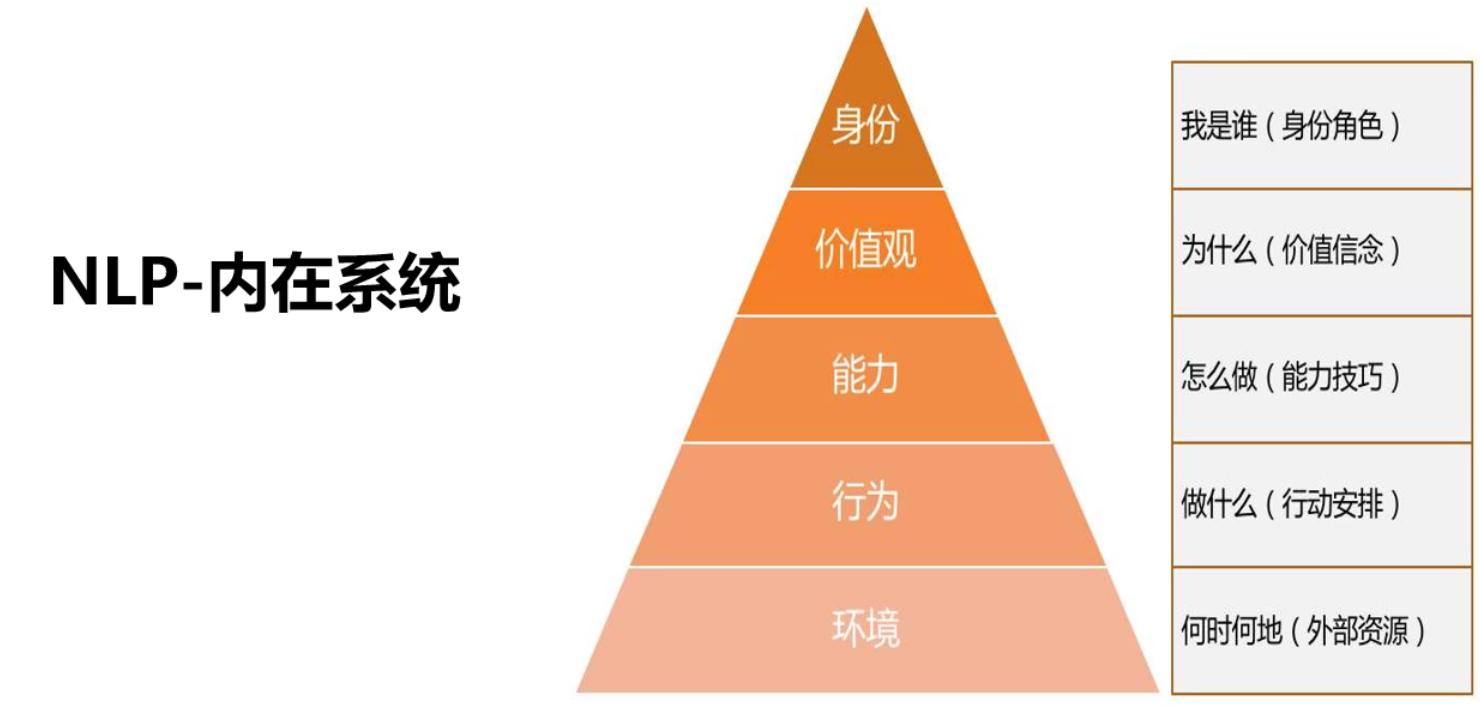 NLP-内在系统
身份
我是谁（身份角色）
价值观
为什么（价值信念）
能力
怎么做（能力技巧）
行为
做什么（行动安排）
环境
何时何地（外部资源）